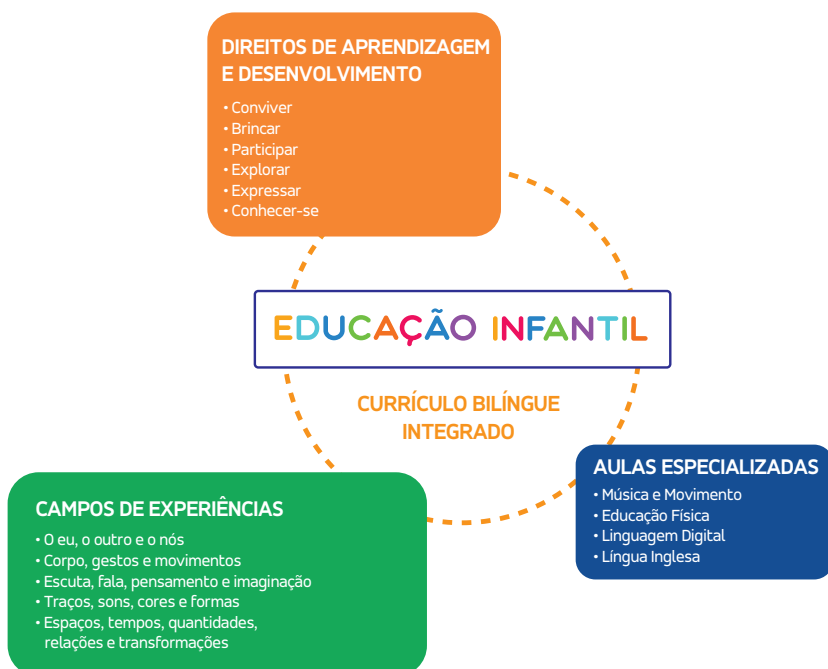 DIREITOS DE APRENDIZAGEM
E DESENVOLVIMENTO
• Conviver
• Brincar
• Participar
• Explorar
• Expressar
• Conhecer-se
EDUCAÇÃO INFANTIL
CURRÍCULO BILÍNGUE
INTEGRADO
AULAS ESPECIALIZADAS
• Música e Movimento
• Educação Física
• Linguagem Digital
• Língua Inglesa
CAMPOS DE EXPERIÊNCIAS
• O eu, o outro e o nós
• Corpo, gestos e movimentos
• Escuta, fala, pensamento e imaginação
• Traços, sons, cores e formas
• Espaços, tempos, quantidades,
relações e transformações